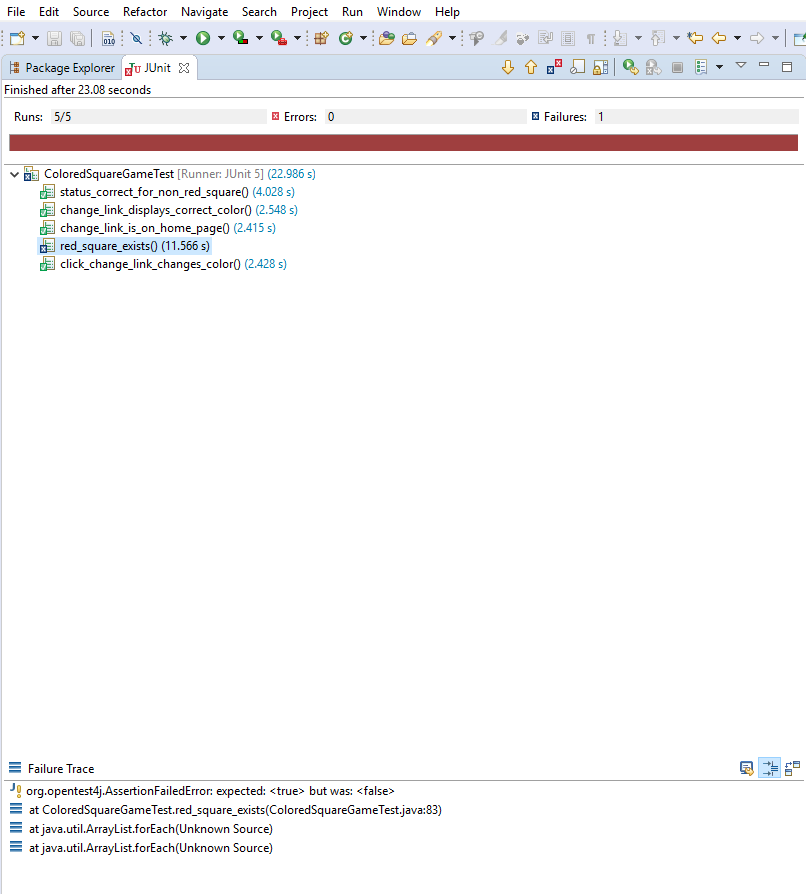 File Edit Source Refactor Navigate Search Project Run Window Help
Package Explorer JUnit
Finished after 23.08 seconds
Runs: 5/5 Errors: 0 Failures: 1
ColoredSquareGameTest [Runner: JUnit 5] (22.986 s)
status_correct_for_non_red_square() (4.028 s)
change_link_displays_correct_color() (2.548 s)
change_link_is_on_home_page() (2.415 s)
red_square_exists() (11.566 s)
click_change_link_changes_color() (2.428 s)
Failure Trace
org.opentest4j.AssertionFailedError: expected: <true> but was: <false>
at ColoredSquareGameTest.red_square_exists(ColoredSquareGameTest.java:83)
at java.util.ArrayList.forEach(Unknown Source)
at java.util.ArrayList.forEach(Unknown Source)